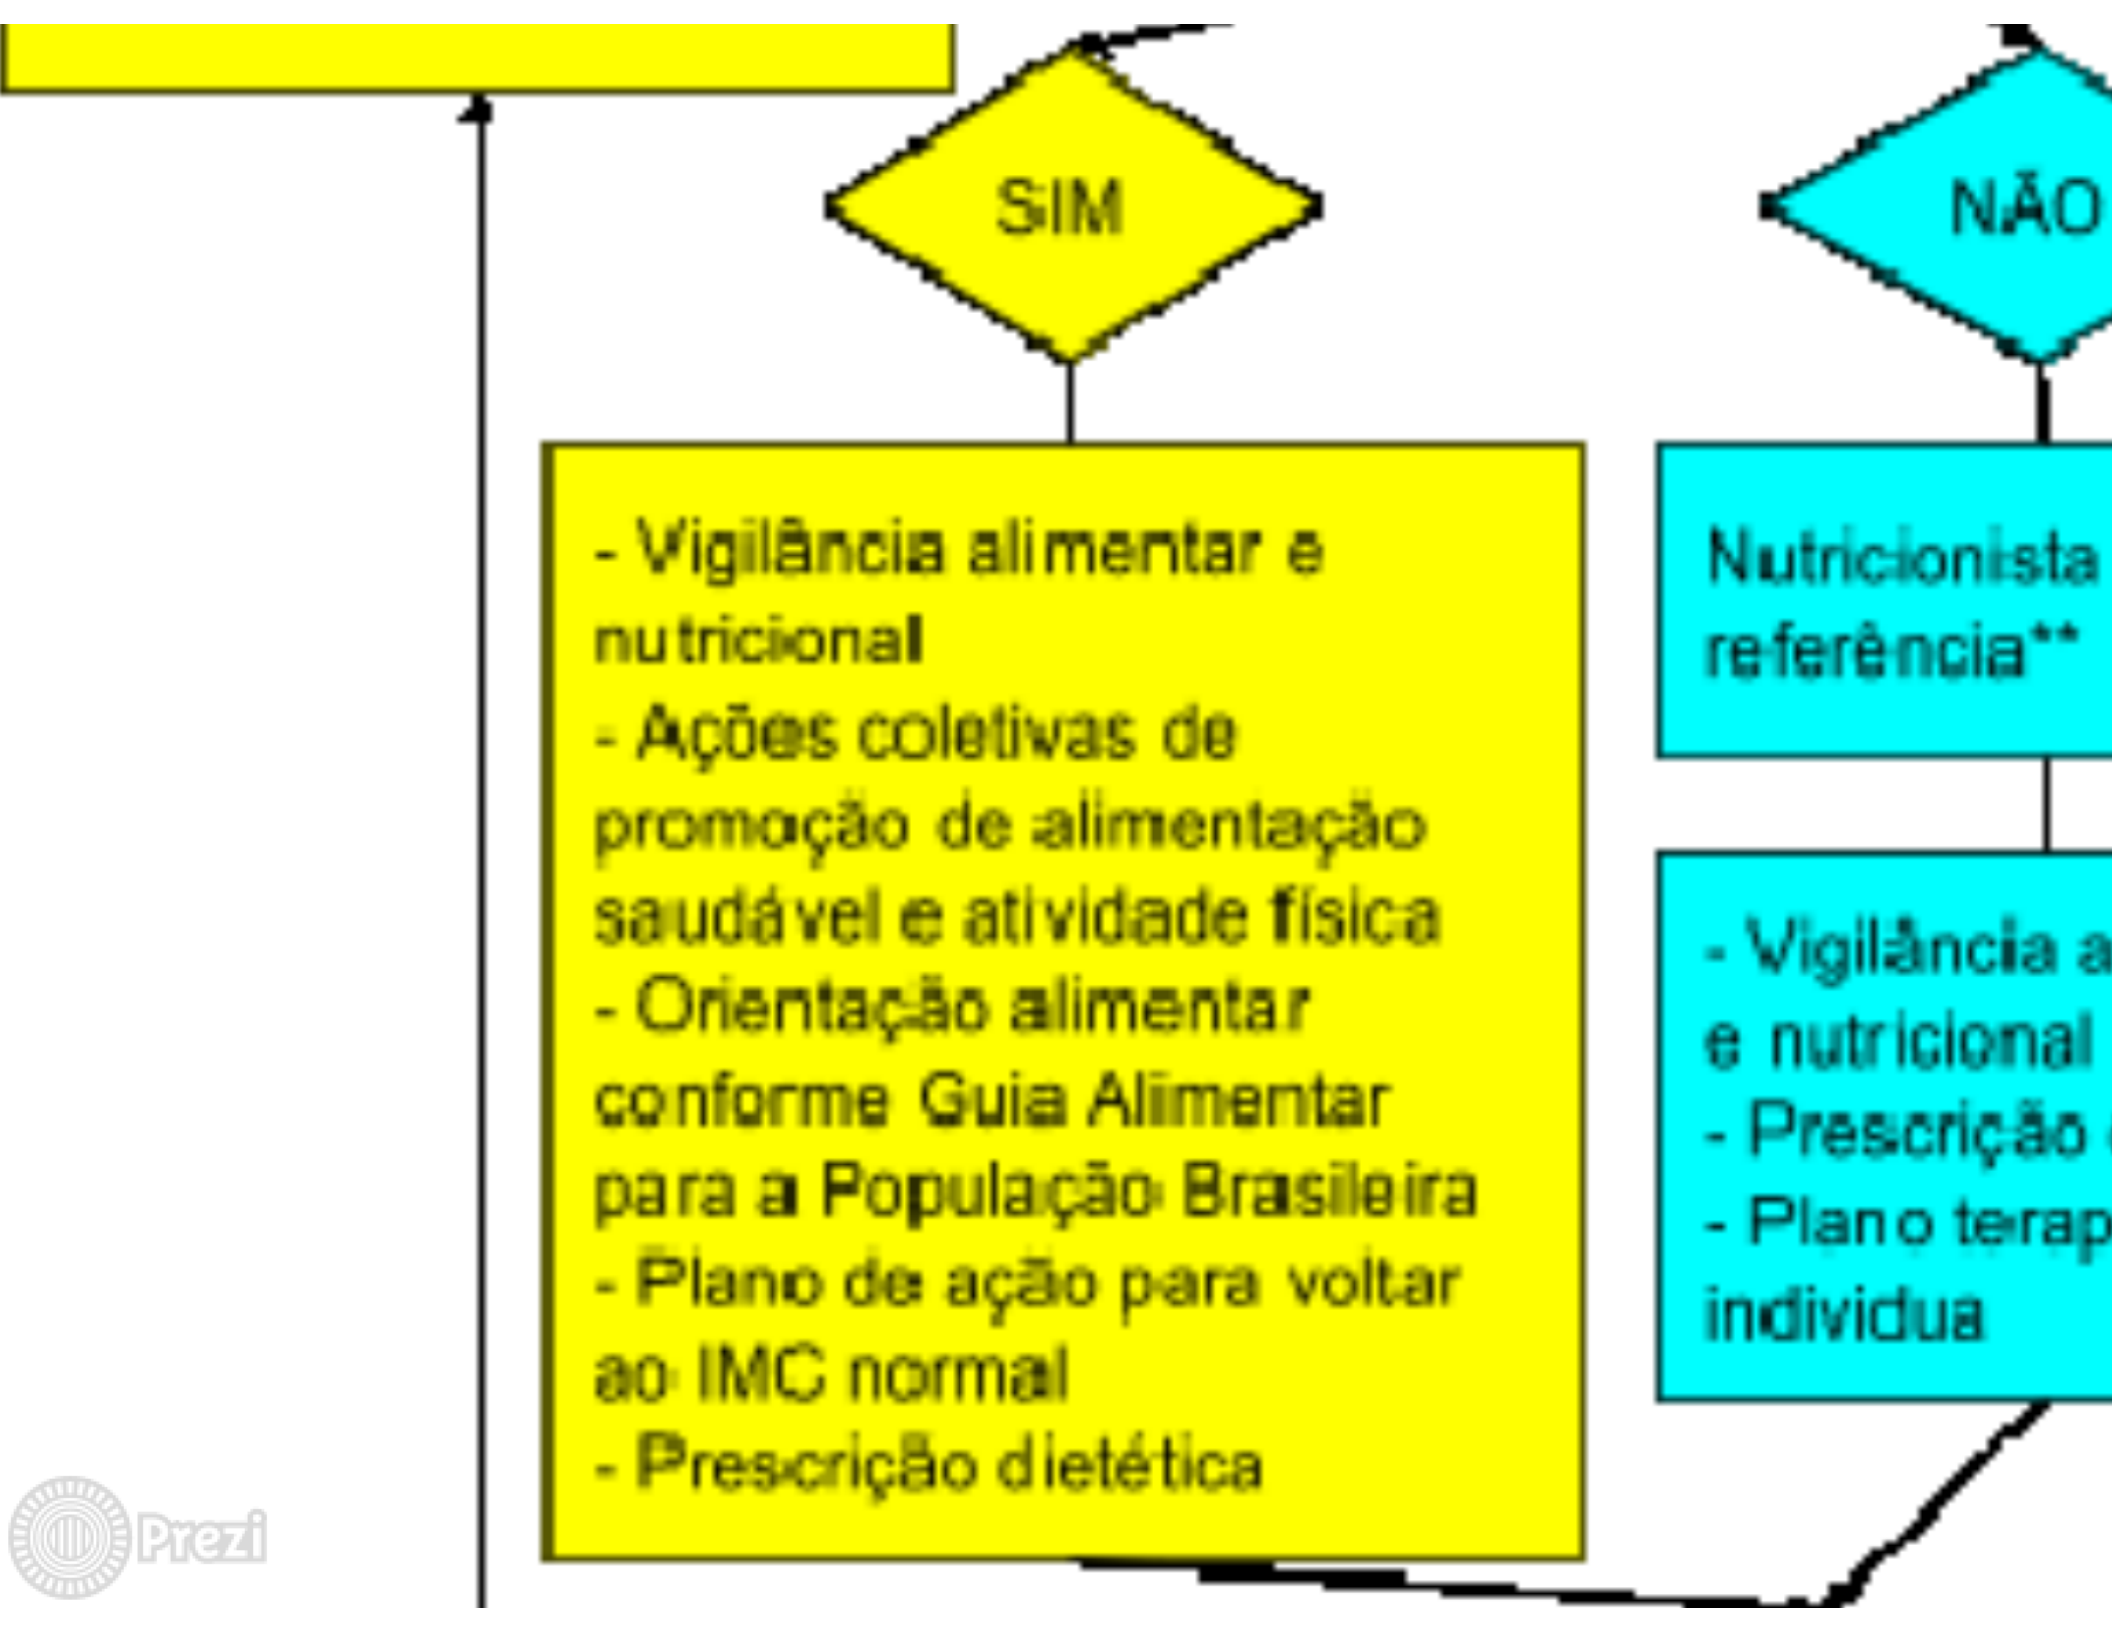 SIM
- Vigilância alimentar e
nutricional
- Ações coletivas de
promoção de alimentação
saudável e atividade física
- Orientação alimentar
conforme Guia Alimentar
para a População Brasileira
- Plano de ação para voltar
ao IMC normal
- Prescrição dietética
NÃO
Nutricionista
referência**
- Vigilância a
e nutricional
- Prescrição
- Plano terap
individua
Prezi